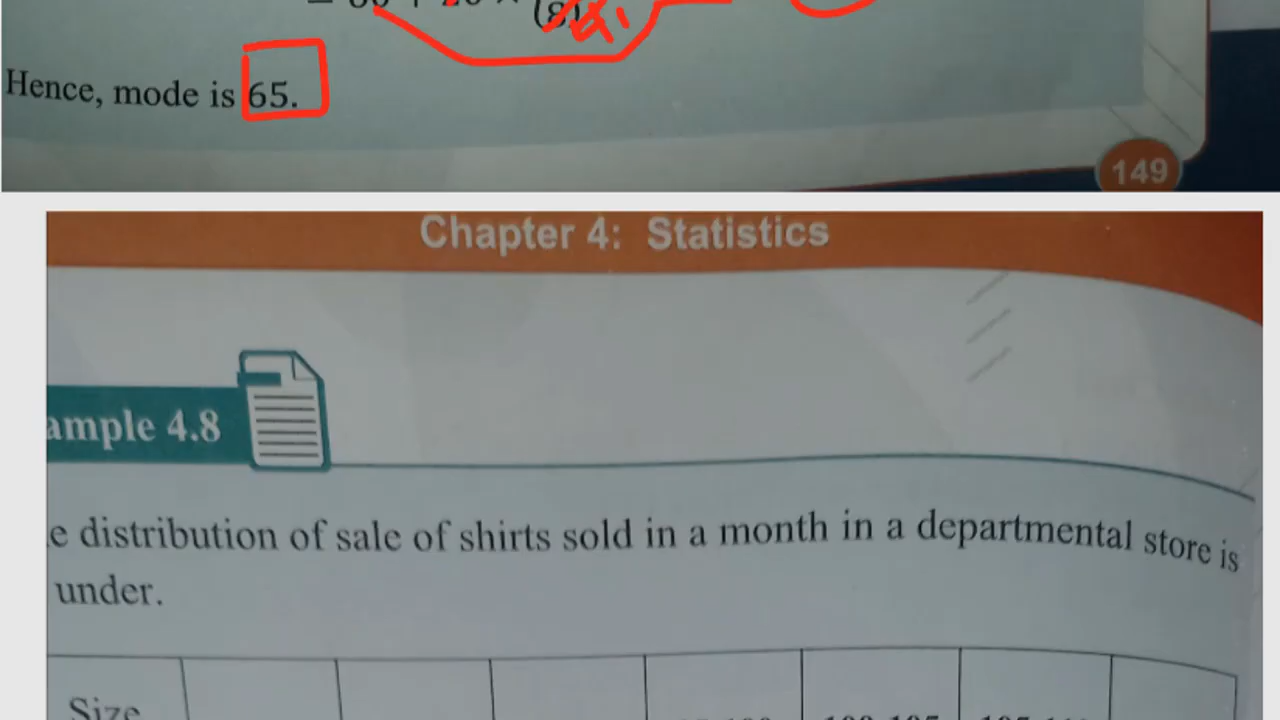 (8)
Hence, mode is 65.
149
Chapter 4: Statistics
ample 4.8
e distribution of sale of shirts sold in a month in a departmental store is
under.
Size